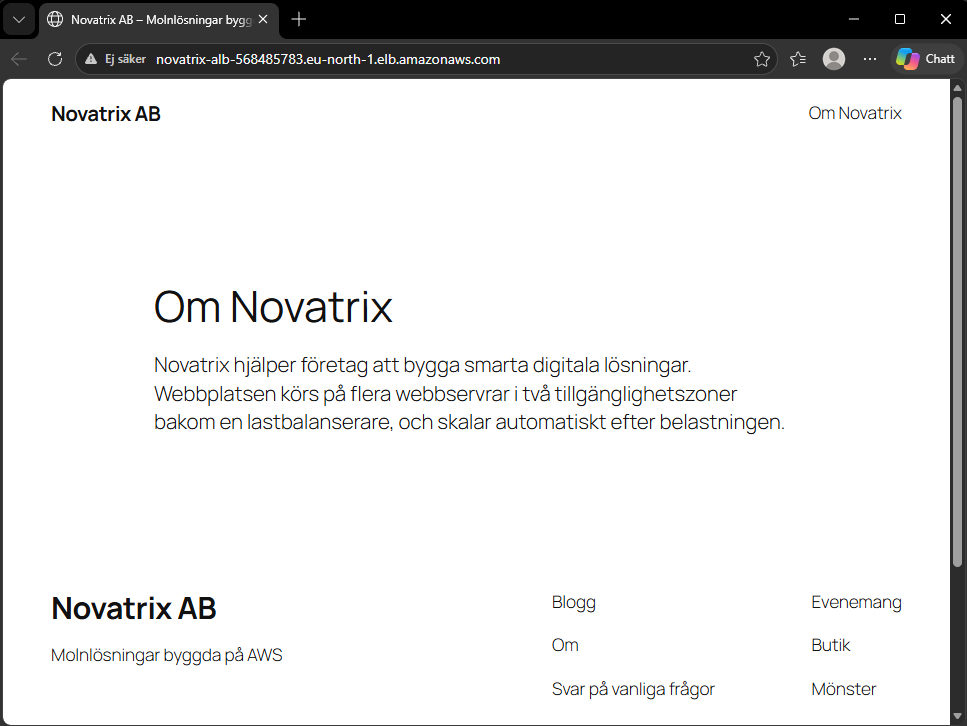 Novatrix AB – Molnlösningar bygg
Ej säker novatrix-alb-568485783.eu-north-1.elb.amazonaws.com
Chatt
Novatrix AB
Om Novatrix
Om Novatrix
Novatrix hjälper företag att bygga smarta digitala lösningar.
Webbplatsen körs på flera webbservrar i två tillgänglighetszoner
bakom en lastbalanserare, och skalar automatiskt efter belastningen.
Novatrix AB
Molnlösningar byggda på AWS
Blogg
Om
Svar på vanliga frågor
Evenemang
Butik
Mönster